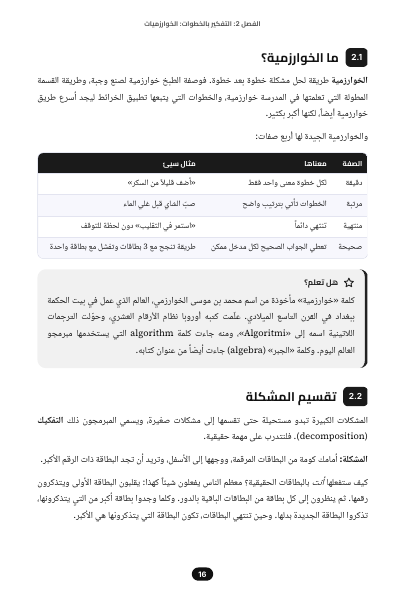 الفصل 2: التفكير بالخطوات: الخوارزميات
2.1 ما الخوارزمية؟
الخوارزمية طريقة لحل مشكلة خطوة بعد خطوة. فوصفة الطبخ خوارزمية لصنع وجبة، وطريقة القسمة
المطولة التي تعلمتها في المدرسة خوارزمية، والخطوات التي يتبعها تطبيق الخرائط ليجد أسرع طريق
خوارزمية أيضاً، لكنها أكبر بكثير.
والخوارزمية الجيدة لها أربع صفات:
الصفة معناها مثال سيئ
دقيقة لكل خطوة معنى واحد فقط «أضف قليلاً من السكر»
مرتبة الخطوات تأتي بترتيب واضح صبّ الشاي قبل غلي الماء
منتهية تنتهي دائماً «استمر في التقليب» دون لحظة للتوقف
صحيحة تعطي الجواب الصحيح لكل مدخل ممكن طريقة تنجح مع 3 بطاقات وتفشل مع بطاقة واحدة
هل تعلم؟
كلمة «خوارزمية» مأخوذة من اسم محمد بن موسى الخوارزمي، العالم الذي عمل في بيت الحكمة
ببغداد في القرن التاسع الميلادي. علّمت كتبه أوروبا نظام الأرقام العشري، وحوّلت الترجمات
اللاتينية اسمه إلى «Algoritmi»، ومنه جاءت كلمة algorithm التي يستخدمها مبرمجو
العالم اليوم. وكلمة «الجبر» (algebra) جاءت أيضاً من عنوان كتابه.
2.2 تقسيم المشكلة
المشكلات الكبيرة تبدو مستحيلة حتى تقسمها إلى مشكلات صغيرة، ويسمي المبرمجون ذلك التفكيك
(decomposition). فلنتدرب على مهمة حقيقية.
المشكلة: أمامك كومة من البطاقات المرقمة، ووجهها إلى الأسفل، وتريد أن تجد البطاقة ذات الرقم الأكبر.
كيف ستفعلها أنت بالبطاقات الحقيقية؟ معظم الناس يفعلون شيئاً كهذا: يقلبون البطاقة الأولى ويتذكرون
رقمها. ثم ينظرون إلى كل بطاقة من البطاقات الباقية بالدور. وكلما وجدوا بطاقة أكبر من التي يتذكرونها،
تذكروا البطاقة الجديدة بدلها. وحين تنتهي البطاقات، تكون البطاقة التي يتذكرونها هي الأكبر.
16